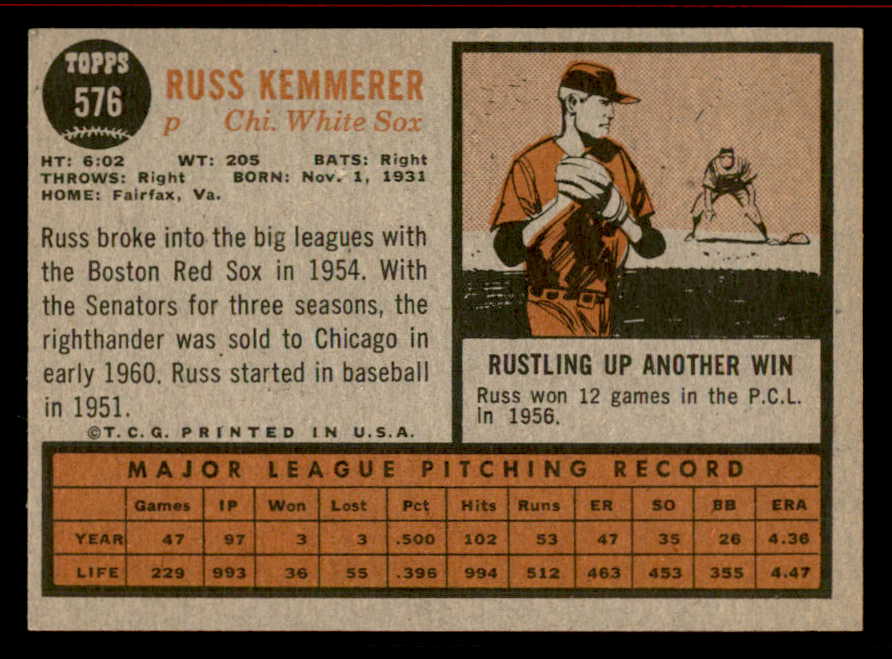 TOPPS
576
RUSS KEMMERER
p Chi. White Sox
HT: 6:02 WT: 205 BATS: Right
THROWS: Right BORN: Nov. 1, 1931
HOME: Fairfax, Va.
Russ broke into the big leagues with
the Boston Red Sox in 1954. With
the Senators for three seasons, the
righthander was sold to Chicago in
early 1960. Russ started in baseball
in 1951.
©T.C.G. PRINTED IN U.S.A.
RUSTLING UP ANOTHER WIN
Russ won 12 games in the P.C.L.
in 1956.
MAJOR LEAGUE PITCHING RECORD
Games IP Won Lost Pct Hits Runs ER SO BB ERA
YEAR 47 97 3 3 .500 102 53 47 35 26 4.36
LIFE 229 993 36 55 .396 994 512 463 453 355 4.47